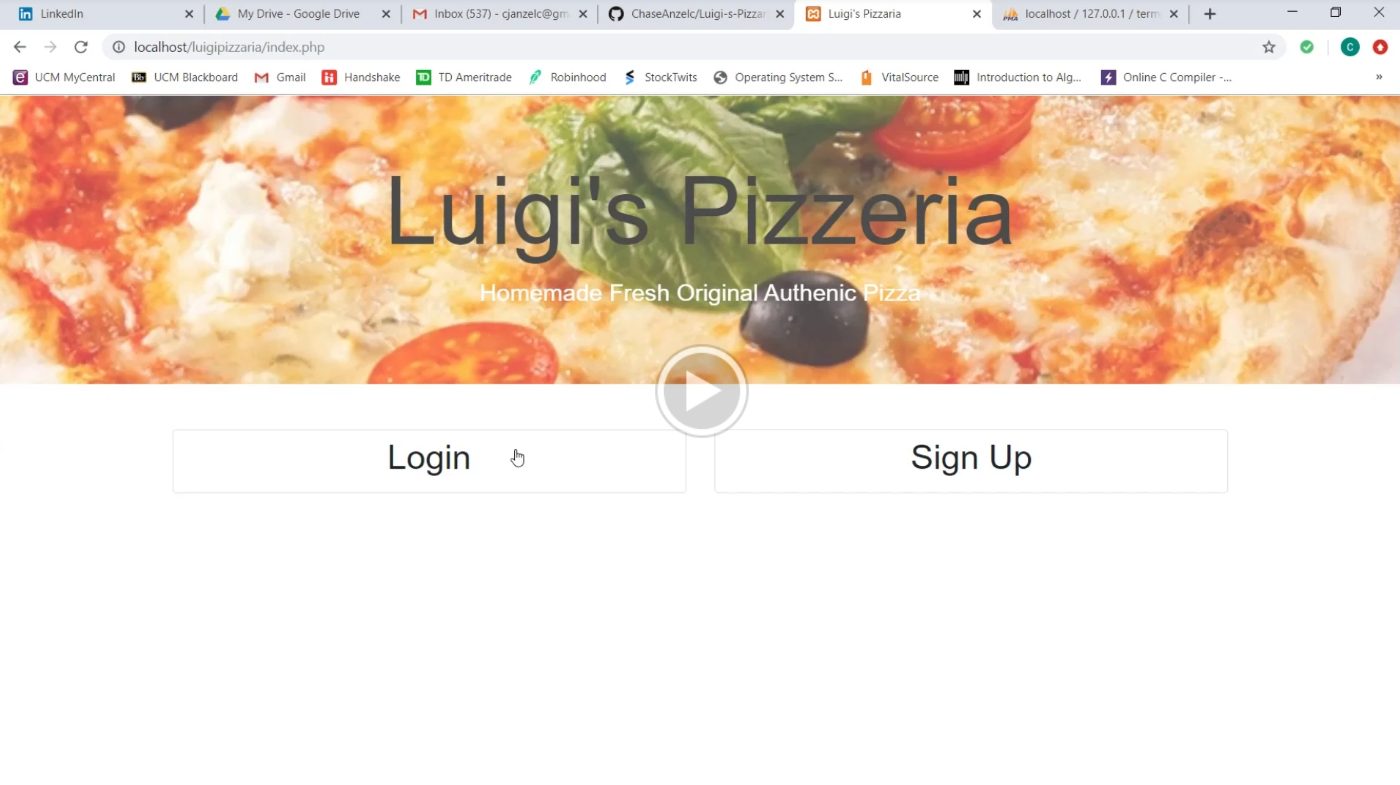 LinkedIn
My Drive - Google Drive
Inbox (537) - cjanzelc@gm
ChaseAnzelc/Luigi-s-Pizzar
Luigi's Pizzaria
localhost / 127.0.0.1 / term
localhost/luigipizzaria/index.php
C
UCM MyCentral
Bb
UCM Blackboard
Gmail
Handshake
TD Ameritrade
Robinhood
StockTwits
Operating System S...
VitalSource
Introduction to Alg...
Online C Compiler -...
»
Luigi's Pizzeria
Homemade Fresh Original Authenic Pizza
Login
Sign Up